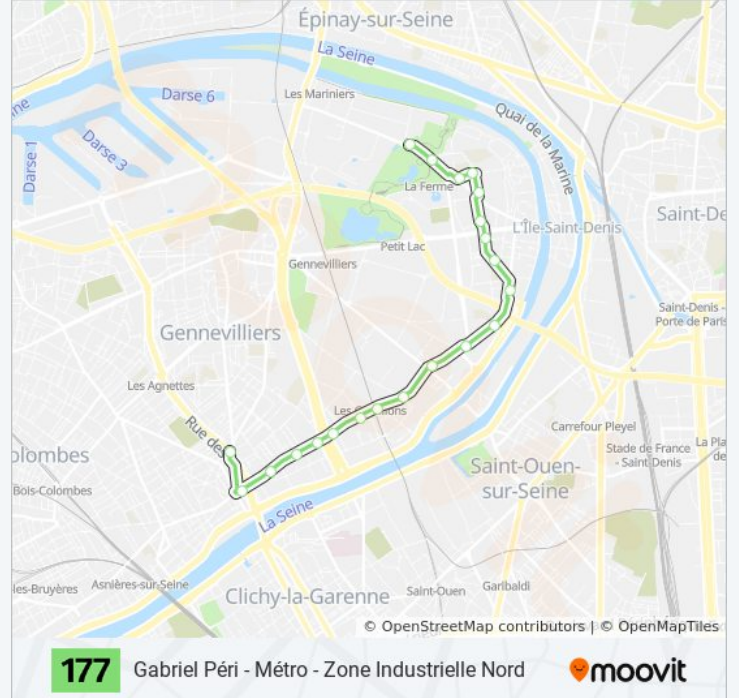 Épinay-sur-Seine
La Seine
Darse 6
Les Mariniers
Quai de la Marine
Darse 3
Darse 1
La Ferme
L'Île-Saint-Denis
Saint-De
Petit Lac
Gennevilliers
Saint-Denis -
Porte de Paris
Gennevilliers
Les Agnettes
Rue des
Carrefour Pleyel
Stade de France
- Saint-Denis
La Pla
de
olombes
Bois-Colombes
Saint-Ouen-
sur-Seine
La Seine
les-Bruyères
Asnières-sur-Seine
Clichy-la-Garenne
Saint-Ouen
Garibaldi
© OpenStreetMap contributors | © OpenMapTiles
177
Gabriel Péri - Métro - Zone Industrielle Nord
moovit